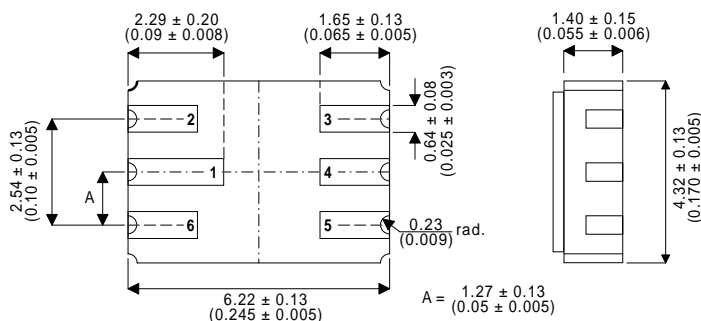 2.29 ± 0.20
(0.09 ± 0.008)
1.65 ± 0.13
(0.065 ± 0.005)
1.40 ± 0.15
(0.055 ± 0.006)
2
3
0.64 ± 0.08
(0.025 ± 0.003)
2.54 ± 0.13
(0.10 ± 0.005)
A
1
4
4.32 ± 0.13
(0.170 ± 0.005)
6
5
0.23
(0.009)
rad.
6.22 ± 0.13
(0.245 ± 0.005)
A = 1.27 ± 0.13
(0.05 ± 0.005)